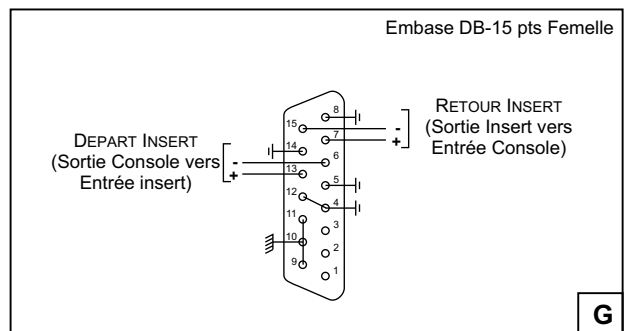 Embase DB-15 pts Femelle
DEPART INSERT
(Sortie Console vers
Entrée insert)
-
+
RETOUR INSERT
(Sortie Insert vers
Entrée Console)
-
+
8
15
7
14
6
13
5
12
4
11
3
10
2
9
1
G